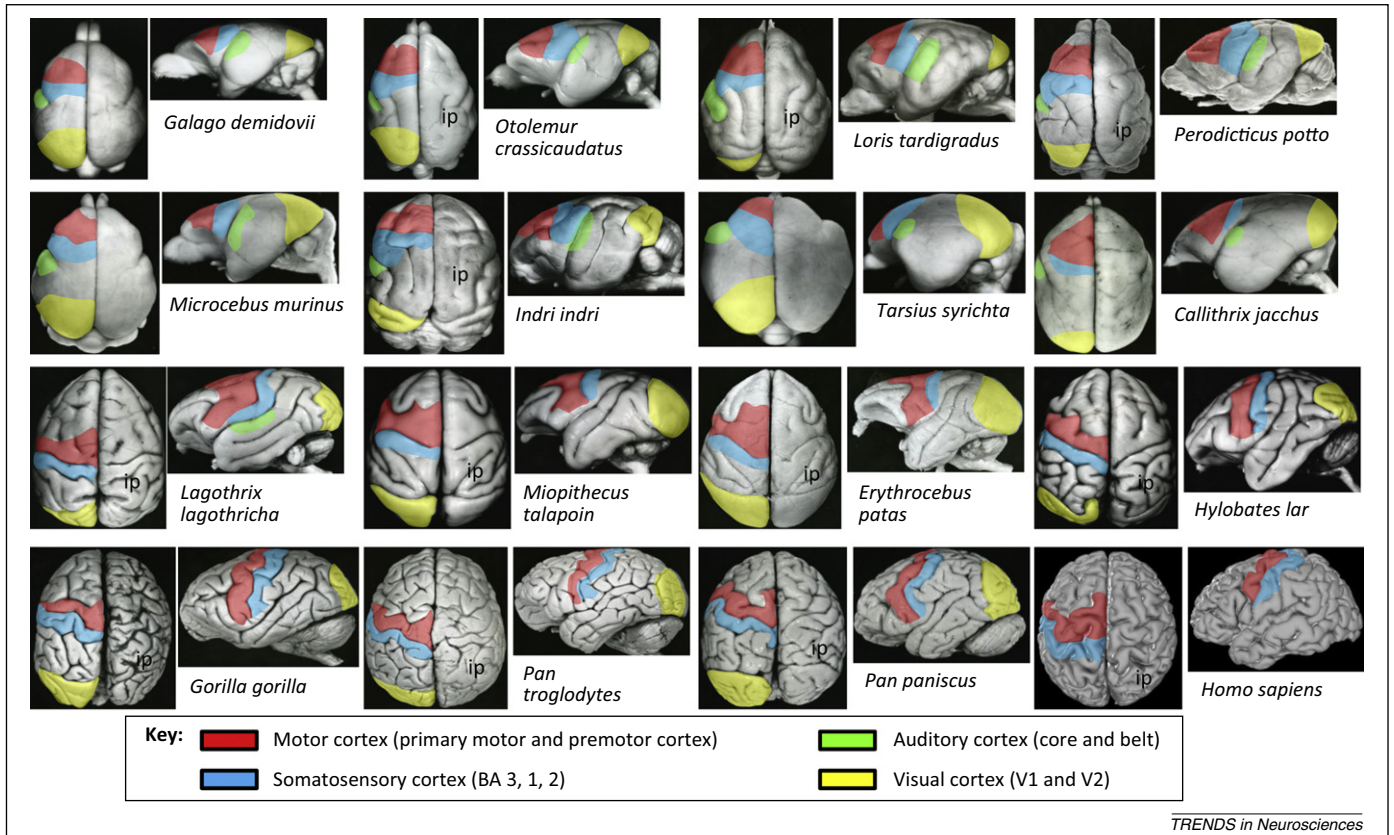 Galago demidovii
ip
Otolemur
crassicaudatus
ip
Loris tardigradus
ip
Perodicticus potto
Microcebus murinus
ip
Indri indri
Tarsius syrichta
Callithrix jacchus
ip
Lagothrix
lagothricha
ip
Miopithecus
talapoin
ip
Erythrocebus
patas
ip
Hylobates lar
ip
Gorilla gorilla
ip
Pan
troglodytes
ip
Pan paniscus
ip
Homo sapiens
Key:
Motor cortex (primary motor and premotor cortex)
Auditory cortex (core and belt)
Somatosensory cortex (BA 3, 1, 2)
Visual cortex (V1 and V2)
TRENDS in Neurosciences